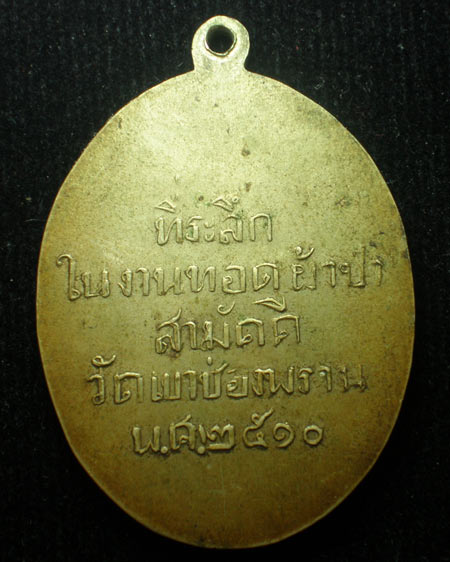 ที่ระลึก
ในงานทอดผ้าป่า
สามัคคี
วัดเขาช่องพราน
พ.ศ.๒๕๑๐